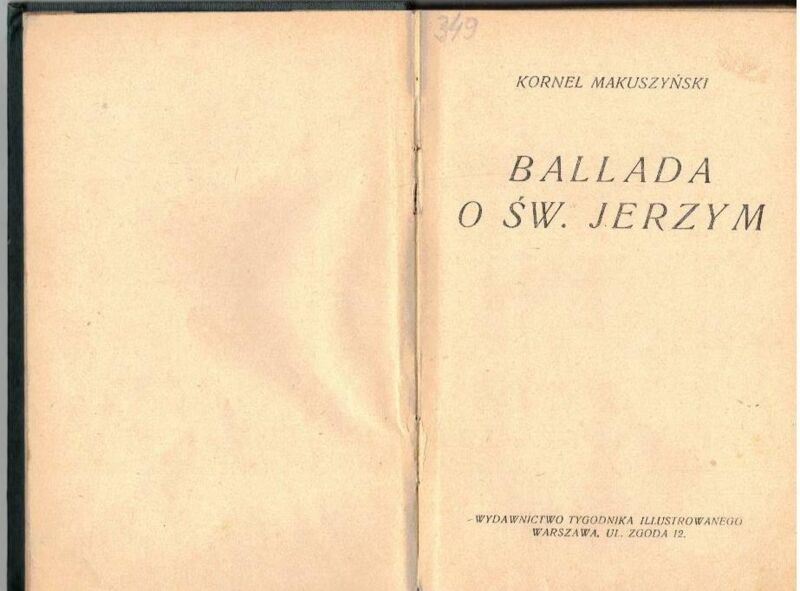 349
KORNEL MAKUSZYŃSKI
BALLADA
O ŚW. JERZYM
WYDAWNICTWO TYGODNIKA ILLUSTROWANEGO
WARSZAWA, UL. ZGODA 12.